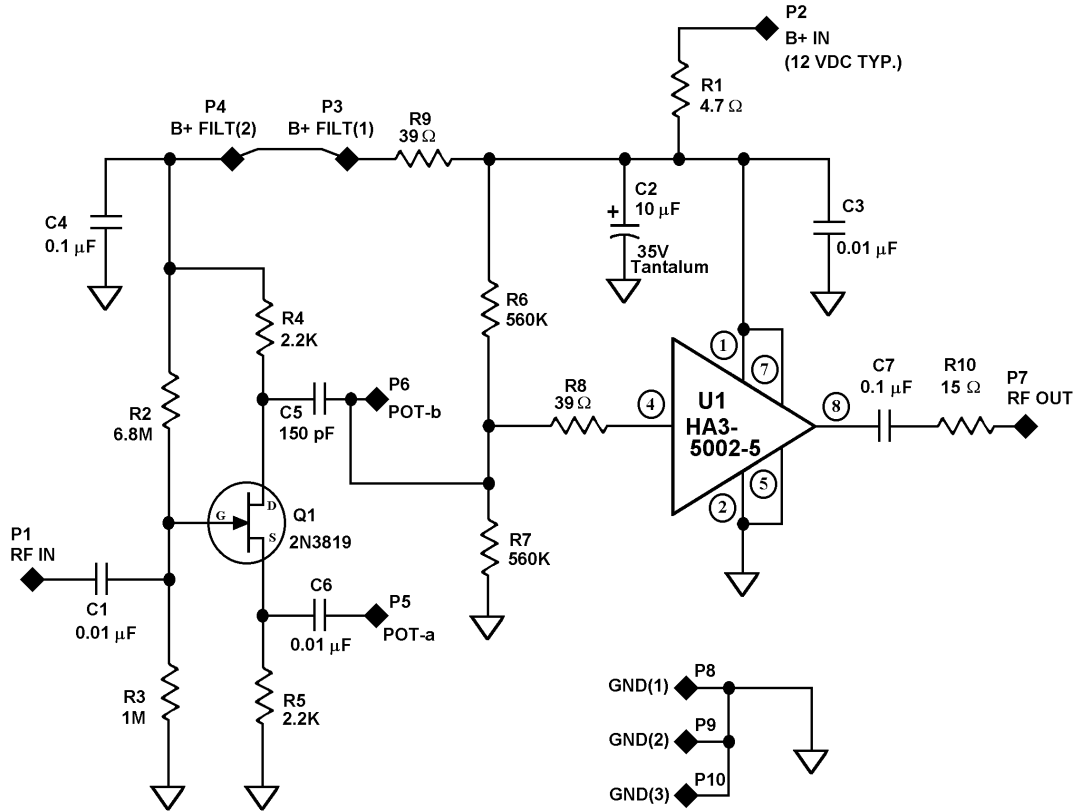 P2
B+ IN
(12 VDC TYP.)
R1
4.7 Ω
P4
B+ FILT(2)
P3
B+ FILT(1)
R9
39 Ω
C4
0.1 µF
C2
+ 10 µF
35V
Tantalum
C3
0.01 µF
R4
2.2K
R6
560K
R2
6.8M
C5
150 pF
P6
POT-b
R8
39 Ω
4
1
7
U1
HA3-
5002-5
8
2
5
C7
0.1 µF
R10
15 Ω
P7
RF OUT
G
D
S
Q1
2N3819
R7
560K
P1
RF IN
C1
0.01 µF
C6
0.01 µF
P5
POT-a
R3
1M
R5
2.2K
GND(1)
P8
GND(2)
P9
GND(3)
P10